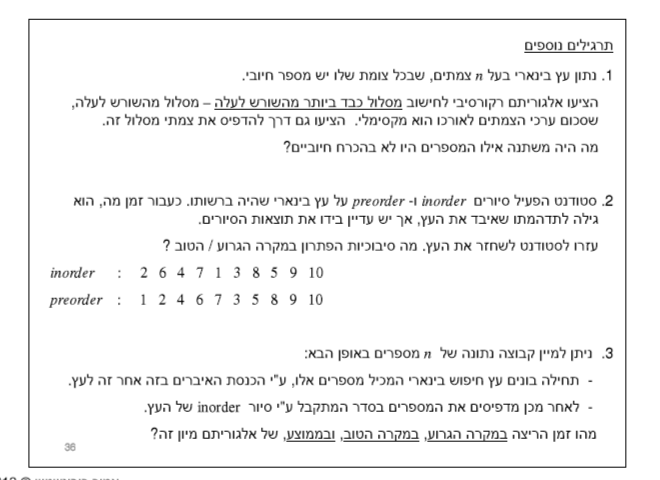 תרגילים נוספים
1. נתון עץ בינארי בעל n צמתים, שבכל צומת שלו יש מספר חיובי.
הציעו אלגוריתם רקורסיבי לחישוב מסלול כבד ביותר מהשורש לעלה – מסלול מהשורש לעלה,
שסכום ערכי הצמתים לאורכו הוא מקסימלי. הציעו גם דרך להדפיס את צמתי מסלול זה.
מה היה משתנה אילו המספרים היו לא בהכרח חיוביים?
2. סטודנט הפעיל סיורים inorder ו- preorder על עץ בינארי שהיה ברשותו. כעבור זמן מה, הוא
גילה לתדהמתו שאיבד את העץ, אך יש עדיין בידו את תוצאות הסיורים.
עזרו לסטודנט לשחזר את העץ. מה סיבוכיות הפתרון במקרה הגרוע / הטוב ?
inorder : 2 6 4 7 1 3 8 5 9 10
preorder : 1 2 4 6 7 3 5 8 9 10
3. ניתן למיין קבוצה נתונה של n מספרים באופן הבא:
- תחילה בונים עץ חיפוש בינארי המכיל מספרים אלו, ע"י הכנסת האיברים בזה אחר זה לעץ.
- לאחר מכן מדפיסים את המספרים בסדר המתקבל ע"י סיור inorder של העץ.
מהו זמן הריצה במקרה הגרוע, במקרה הטוב, ובממוצע, של אלגוריתם מיון זה?
36